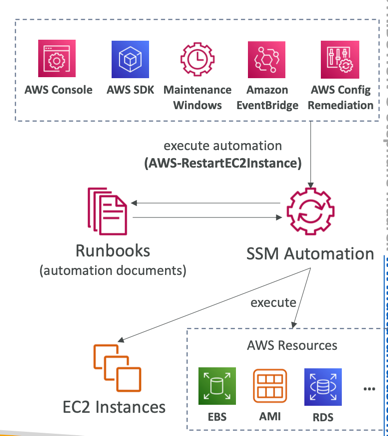 AWS Console
AWS SDK
Maintenance
Windows
Amazon
EventBridge
AWS Config
Remediation
execute automation
(AWS-RestartEC2Instance)
Runbooks
(automation documents)
SSM Automation
execute
AWS Resources
EC2 Instances
EBS
AMI
RDS
...